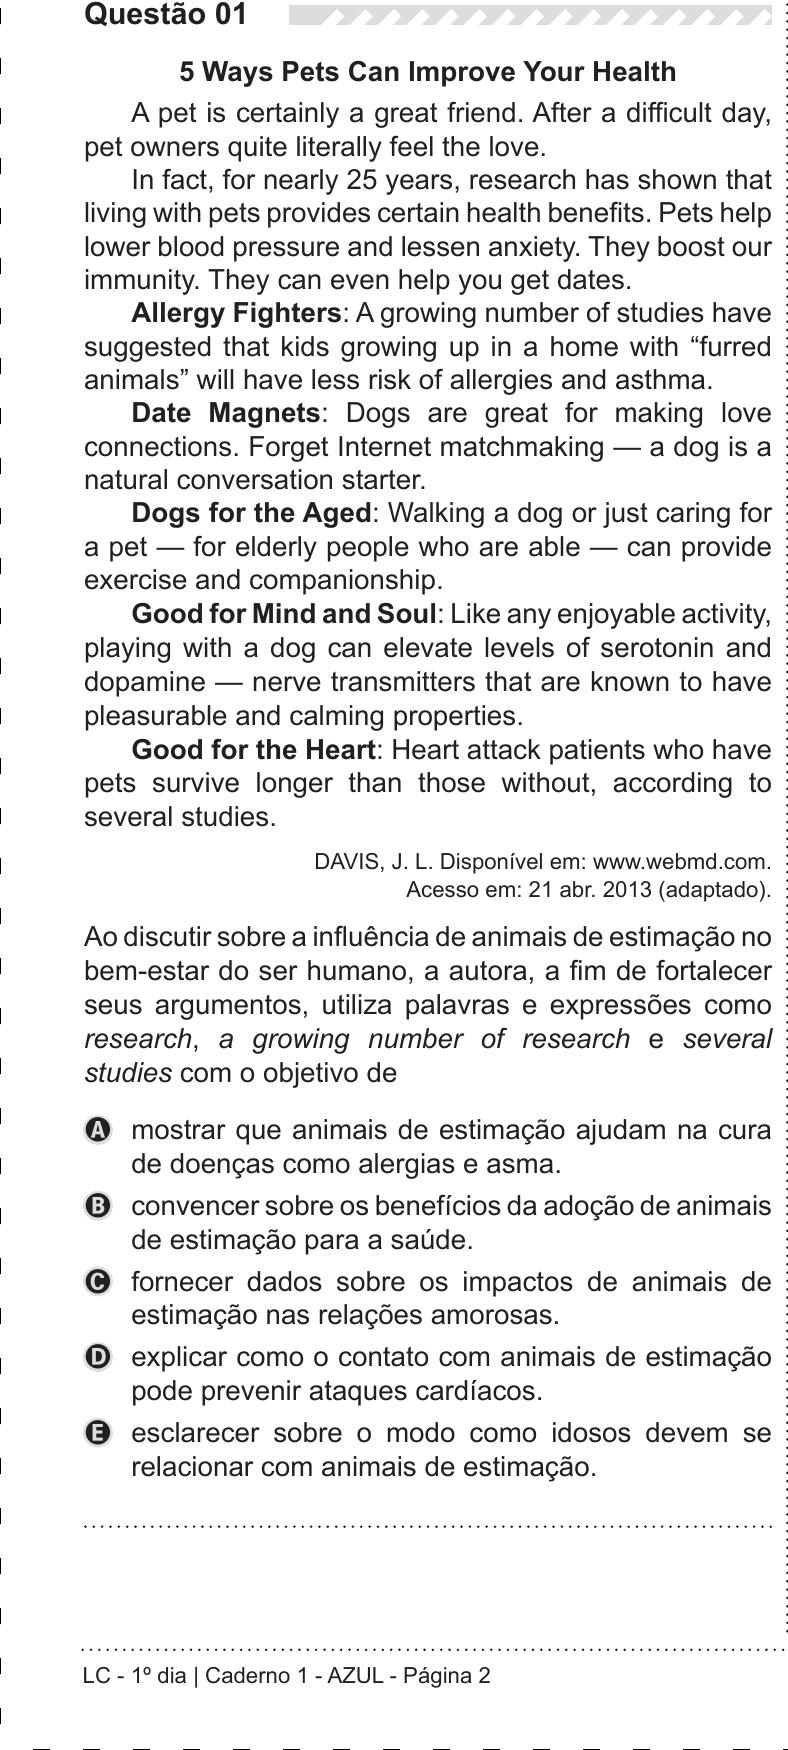 Questão 01
5 Ways Pets Can Improve Your Health
A pet is certainly a great friend. After a difficult day,
pet owners quite literally feel the love.
In fact, for nearly 25 years, research has shown that
living with pets provides certain health benefits. Pets help
lower blood pressure and lessen anxiety. They boost our
immunity. They can even help you get dates.
Allergy Fighters: A growing number of studies have
suggested that kids growing up in a home with “furred
animals” will have less risk of allergies and asthma.
Date Magnets: Dogs are great for making love
connections. Forget Internet matchmaking — a dog is a
natural conversation starter.
Dogs for the Aged: Walking a dog or just caring for
a pet — for elderly people who are able — can provide
exercise and companionship.
Good for Mind and Soul: Like any enjoyable activity,
playing with a dog can elevate levels of serotonin and
dopamine — nerve transmitters that are known to have
pleasurable and calming properties.
Good for the Heart: Heart attack patients who have
pets survive longer than those without, according to
several studies.
DAVIS, J. L. Disponível em: www.webmd.com.
Acesso em: 21 abr. 2013 (adaptado).
Ao discutir sobre a influência de animais de estimação no
bem-estar do ser humano, a autora, a fim de fortalecer
seus argumentos, utiliza palavras e expressões como
research, a growing number of research e several
studies com o objetivo de
A mostrar que animais de estimação ajudam na cura
de doenças como alergias e asma.
B convencer sobre os benefícios da adoção de animais
de estimação para a saúde.
C fornecer dados sobre os impactos de animais de
estimação nas relações amorosas.
D explicar como o contato com animais de estimação
pode prevenir ataques cardíacos.
E esclarecer sobre o modo como idosos devem se
relacionar com animais de estimação.
LC - 1º dia | Caderno 1 - AZUL - Página 2